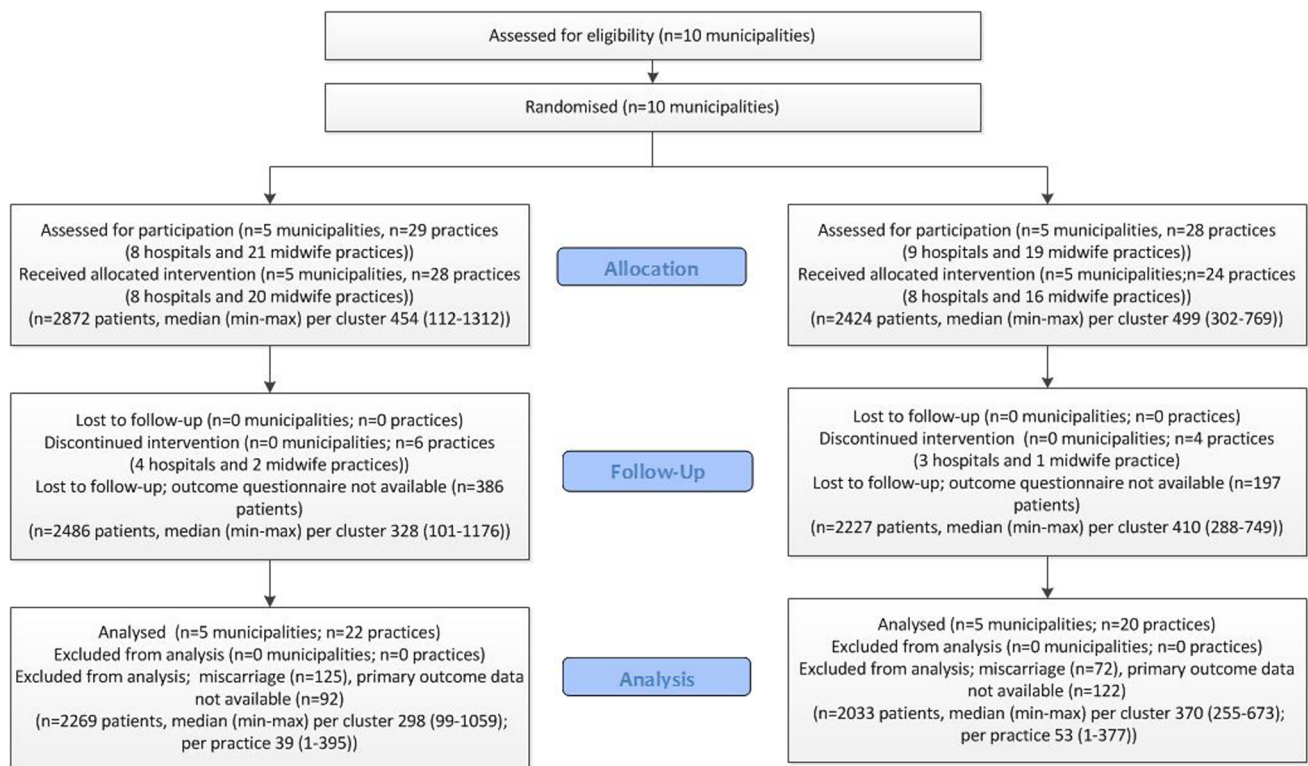 Assessed for eligibility (n=10 municipalities)
Randomised (n=10 municipalities)
Assessed for participation (n=5 municipalities, n=29 practices
(8 hospitals and 21 midwife practices))
Received allocated intervention (n=5 municipalities, n=28 practices
(8 hospitals and 20 midwife practices))
(n=2872 patients, median (min-max) per cluster 454 (112-1312))
Allocation
Assessed for participation (n=5 municipalities, n=28 practices
(9 hospitals and 19 midwife practices))
Received allocated intervention (n=5 municipalities;n=24 practices
(8 hospitals and 16 midwife practices))
(n=2424 patients, median (min-max) per cluster 499 (302-769))
Lost to follow-up (n=0 municipalities; n=0 practices)
Discontinued intervention (n=0 municipalities; n=6 practices
(4 hospitals and 2 midwife practices))
Lost to follow-up; outcome questionnaire not available (n=386
patients)
(n=2486 patients, median (min-max) per cluster 328 (101-1176))
Follow-Up
Lost to follow-up (n=0 municipalities; n=0 practices)
Discontinued intervention (n=0 municipalities; n=4 practices
(3 hospitals and 1 midwife practice)
Lost to follow-up; outcome questionnaire not available (n=197
patients)
(n=2227 patients, median (min-max) per cluster 410 (288-749))
Analysed (n=5 municipalities; n=22 practices)
Excluded from analysis (n=0 municipalities; n=0 practices)
Excluded from analysis; miscarriage (n=125), primary outcome data
not available (n=92)
(n=2269 patients, median (min-max) per cluster 298 (99-1059);
per practice 39 (1-395))
Analysis
Analysed (n=5 municipalities; n=20 practices)
Excluded from analysis (n=0 municipalities; n=0 practices)
Excluded from analysis; miscarriage (n=72), primary outcome data
not available (n=122)
(n=2033 patients, median (min-max) per cluster 370 (255-673);
per practice 53 (1-377))